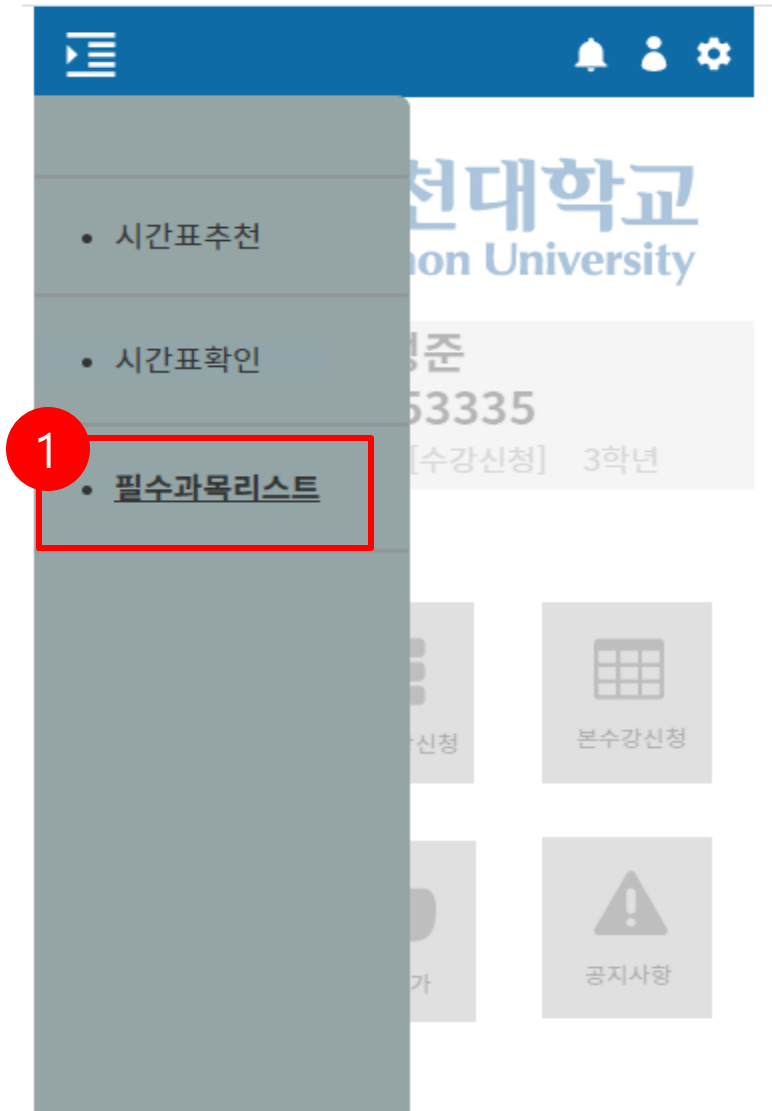 천대학교
non University
시간표추천
시간표확인
준
53335
[수강신청] 3학년
1
필수과목리스트
신청
본수강신청
가
공지사항